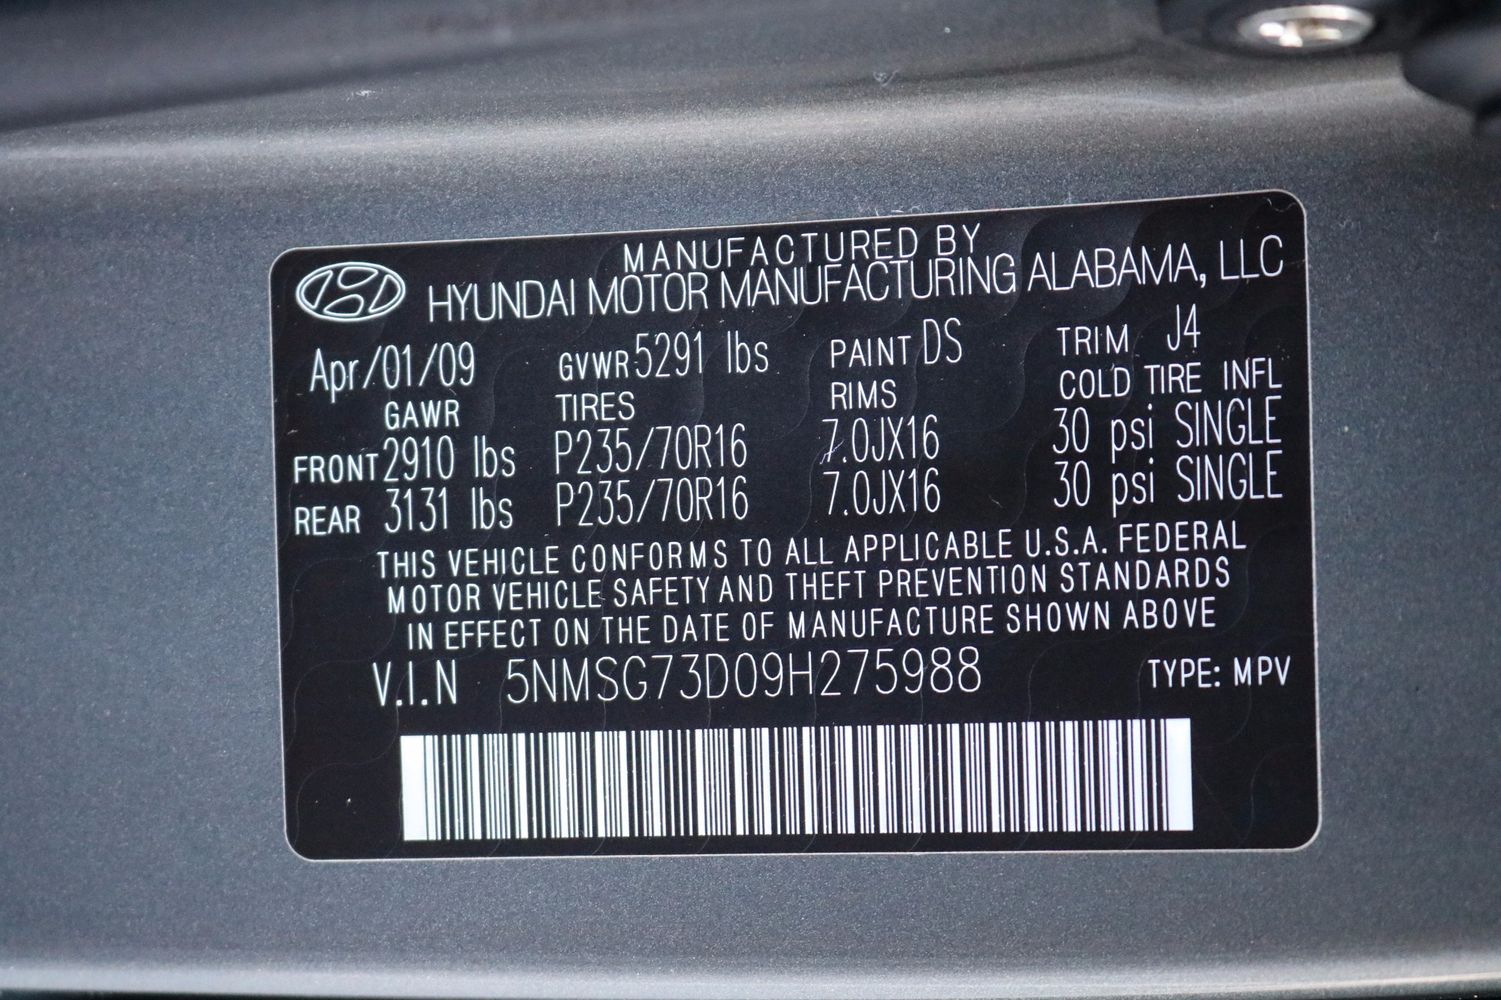 MANUFACTURED BY
HYUNDAI MOTOR MANUFACTURING ALABAMA, LLC
Apr/01/09 GVWR 5291 lbs PAINT DS TRIM J4
GAWR TIRES RIMS COLD TIRE INFL
FRONT 2910 lbs P235/70R16 7.0JX16 30 psi SINGLE
REAR 3131 lbs P235/70R16 7.0JX16 30 psi SINGLE
THIS VEHICLE CONFORMS TO ALL APPLICABLE U.S.A. FEDERAL
MOTOR VEHICLE SAFETY AND THEFT PREVENTION STANDARDS
IN EFFECT ON THE DATE OF MANUFACTURE SHOWN ABOVE
V.I.N 5NMSG73D09H275988 TYPE: MPV